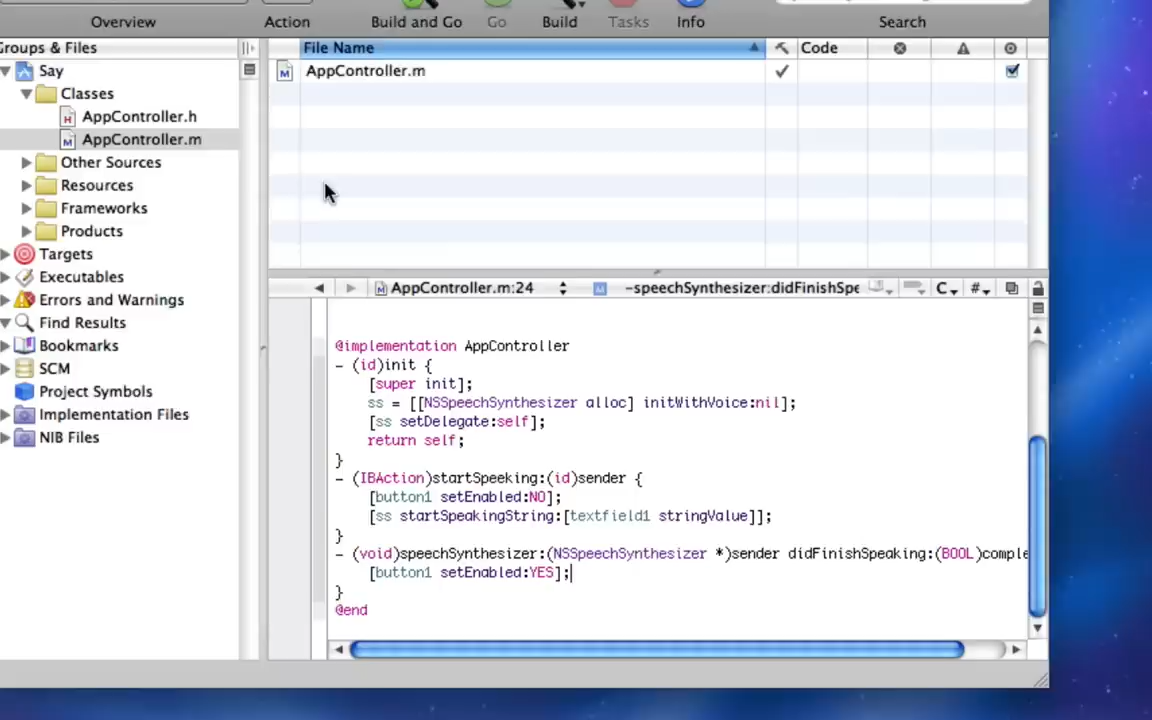 Overview Action Build and Go Go Build Tasks Info Search
Groups & Files
Say
Classes
AppController.h
AppController.m
Other Sources
Resources
Frameworks
Products
Targets
Executables
Errors and Warnings
Find Results
Bookmarks
SCM
Project Symbols
Implementation Files
NIB Files
File Name Code
AppController.m
AppController.m:24 -speechSynthesizer:didFinishSpe C #
@implementation AppController
- (id)init {
[super init];
ss = [[NSSpeechSynthesizer alloc] initWithVoice:nil];
[ss setDelegate:self];
return self;
}
- (IBAction)startSpeeking:(id)sender {
[button1 setEnabled:NO];
[ss startSpeakingString:[textfield1 stringValue]];
}
- (void)speechSynthesizer:(NSSpeechSynthesizer *)sender didFinishSpeaking:(BOOL)comple
[button1 setEnabled:YES];
}
@end